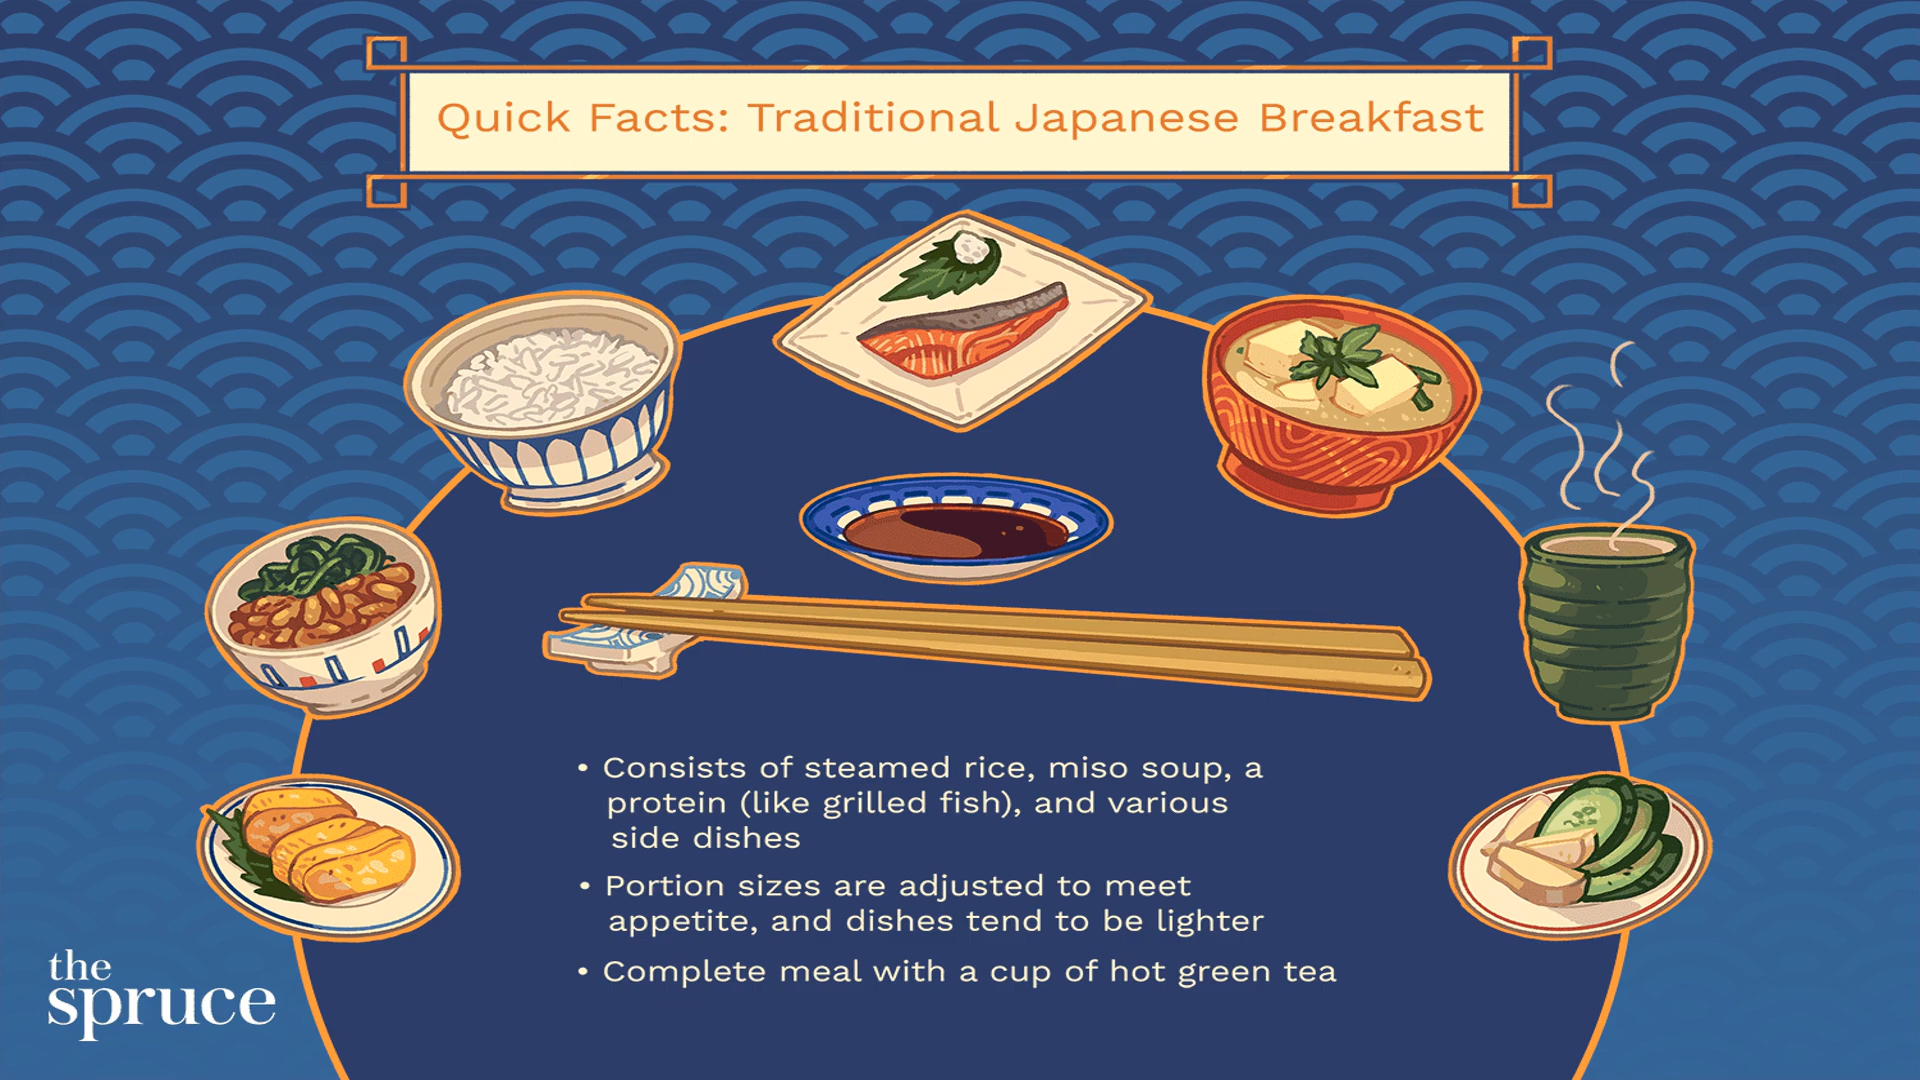 Quick Facts: Traditional Japanese Breakfast
• Consists of steamed rice, miso soup, a
protein (like grilled fish), and various
side dishes
• Portion sizes are adjusted to meet
appetite, and dishes tend to be lighter
• Complete meal with a cup of hot green tea
the
spruce